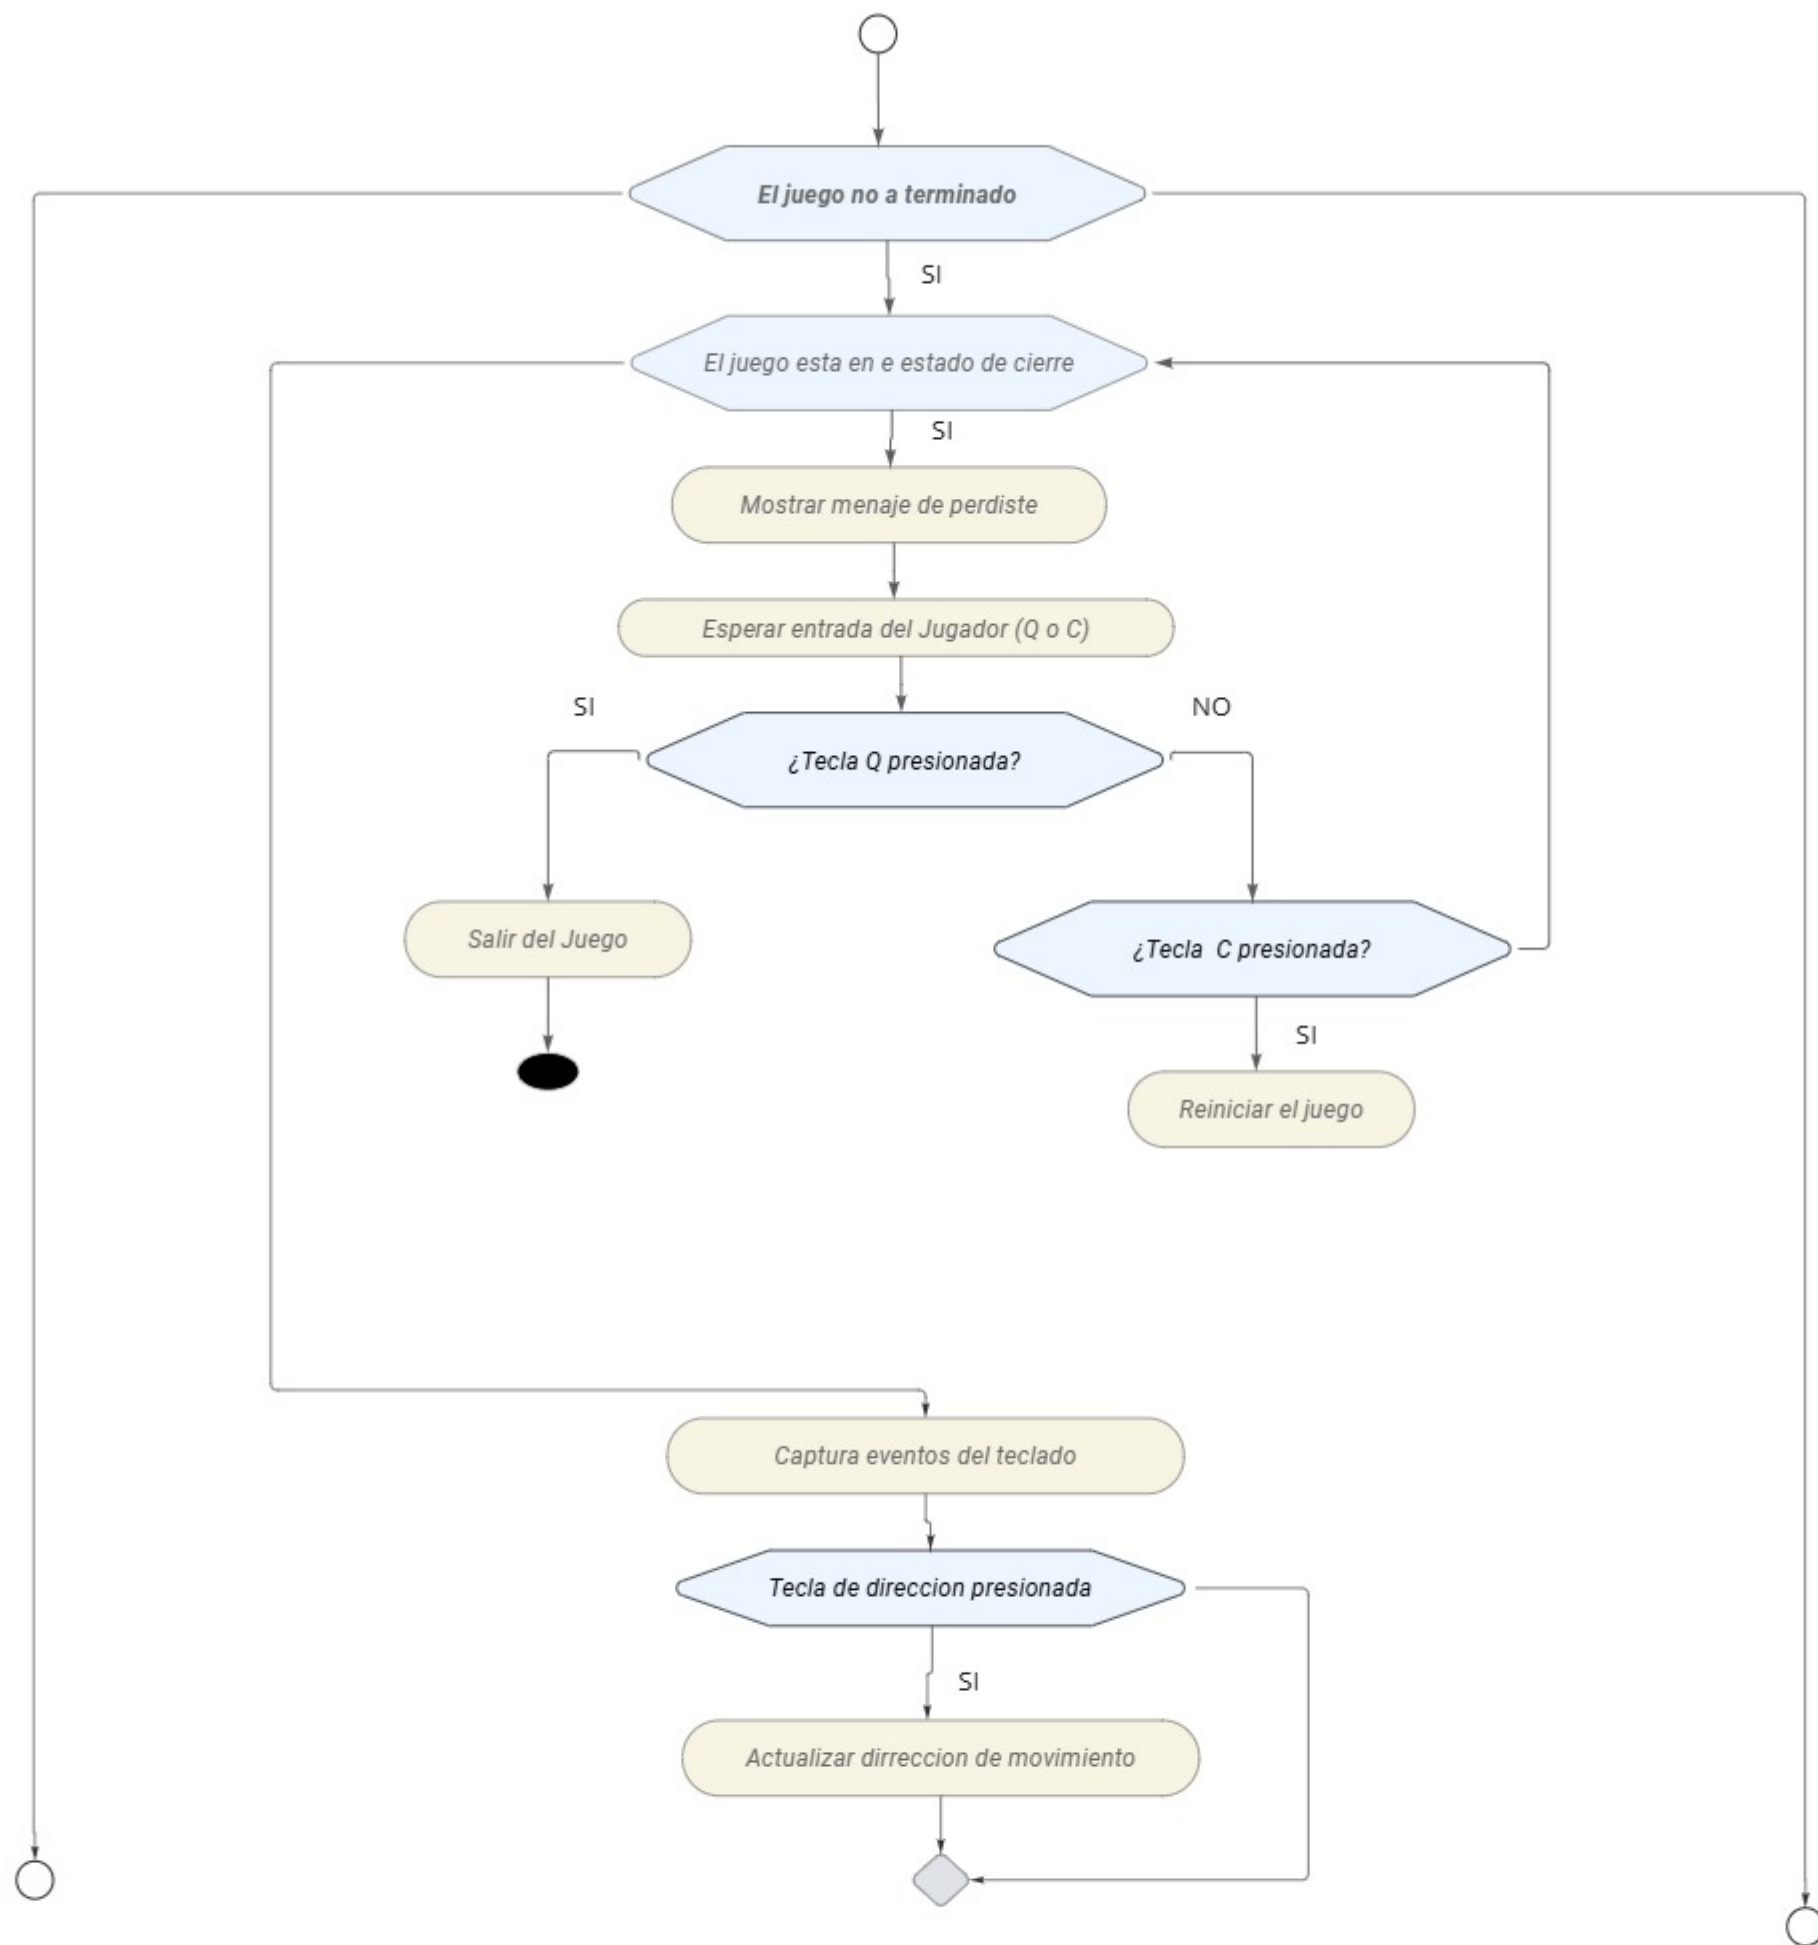 El juego no a terminado
SI
El juego esta en e estado de cierre
SI
Mostrar menaje de perdiste
Esperar entrada del Jugador (Q o C)
SI
NO
¿Tecla Q presionada?
Salir del Juego
¿Tecla C presionada?
SI
Reiniciar el juego
Captura eventos del teclado
Tecla de direccion presionada
SI
Actualizar dirreccion de movimiento